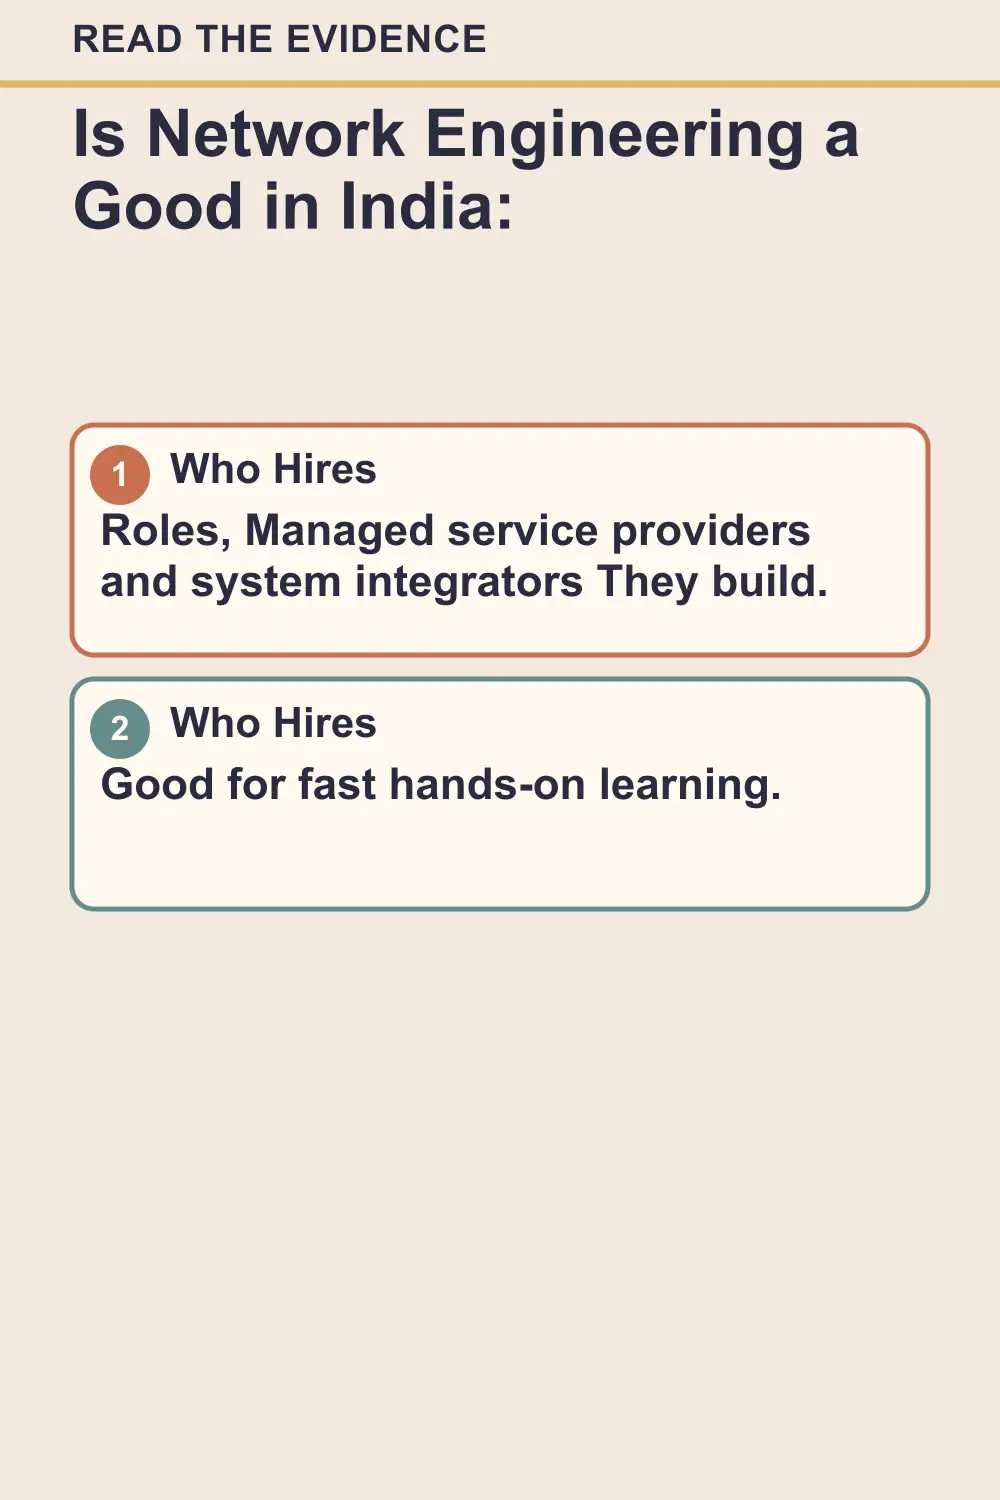 READ THE EVIDENCE
Is Network Engineering a
Good in India:
1 Who Hires
Roles, Managed service providers
and system integrators They build.
2 Who Hires
Good for fast hands-on learning.